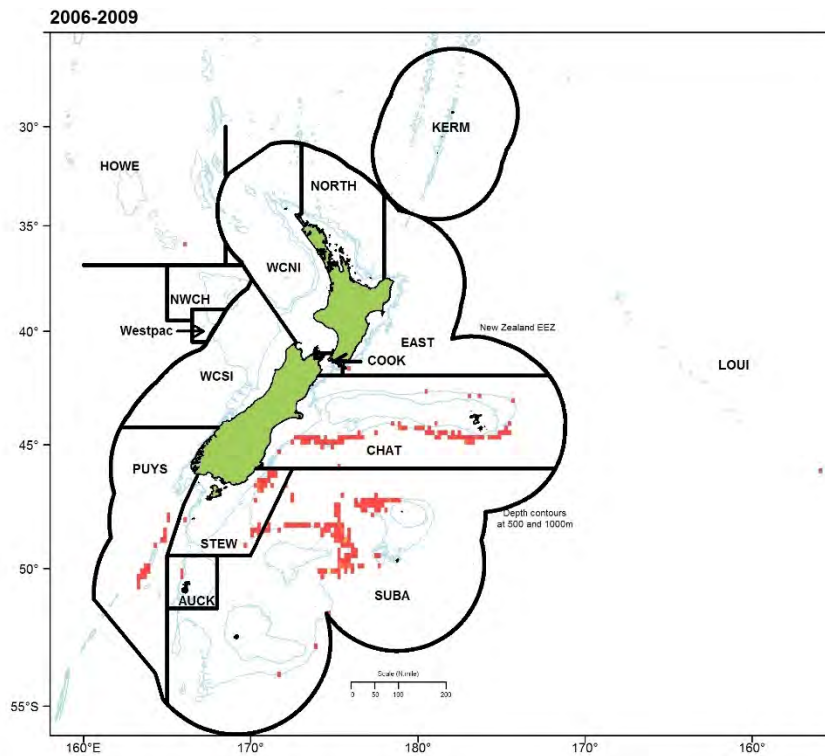 2006-2009
30°
35°
40°
45°
50°
55°S
KERM
HOWE
NORTH
WCNI
NWCH
Westpac
EAST
New Zealand EEZ
COOK
LOUI
WCSI
CHAT
PUYS
Depth contours
at 500 and 1000m
STEW
SUBA
AUCK
Scale (N.mile)
0 50 100 200
160°E 170° 180° 170° 160°